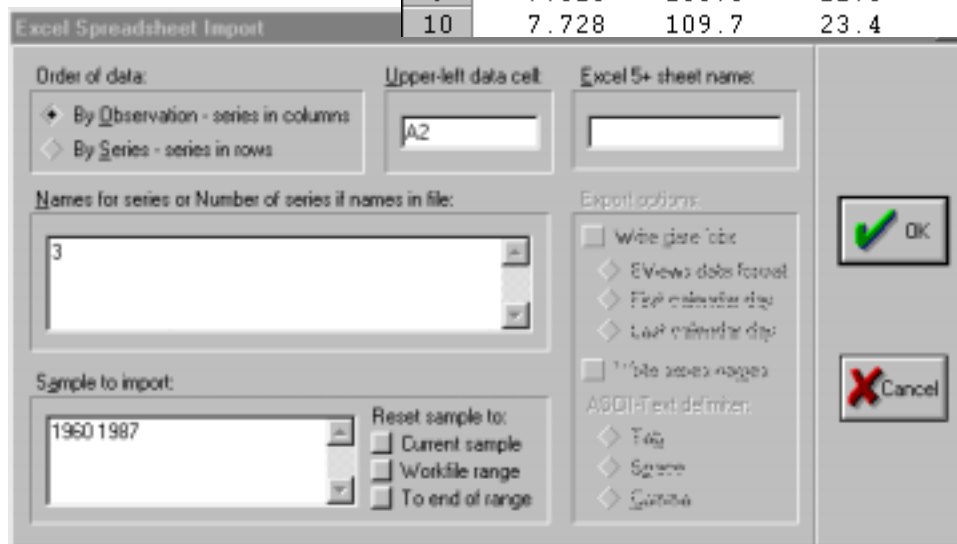 10 7.728 109.7 23.4
Excel Spreadsheet Import
Order of data:
By Observation - series in columns
By Series - series in rows
Upper-left data cell:
A2
Excel 5+ sheet name:
Names for series or Number of series if names in file:
3
Sample to import:
1960 1987
Reset sample to:
Current sample
Workfile range
To end of range
Export options:
Write date/obs
EViews date format
First calendar day
Last calendar day
Write series names
ASCII-Text delimiter:
Tab
Space
Comma
OK
Cancel